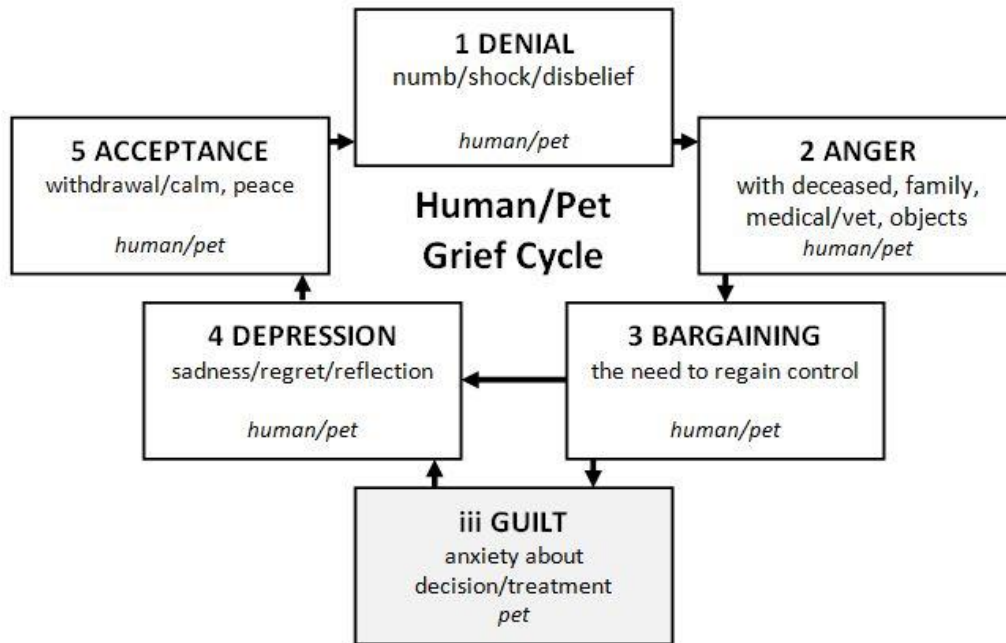 1 DENIAL
numb/shock/disbelief
human/pet
5 ACCEPTANCE
withdrawal/calm, peace
human/pet
2 ANGER
with deceased, family,
medical/vet, objects
human/pet
Human/Pet
Grief Cycle
4 DEPRESSION
sadness/regret/reflection
human/pet
3 BARGAINING
the need to regain control
human/pet
iii GUILT
anxiety about
decision/treatment
pet